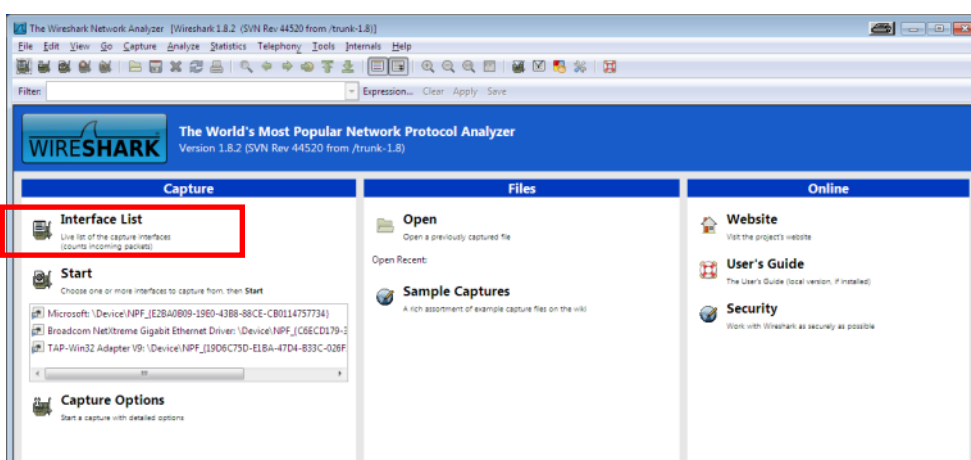 The Wireshark Network Analyzer [Wireshark 1.8.2 (SVN Rev 44520 from /trunk-1.8)]
File Edit View Go Capture Analyze Statistics Telephony Tools Internals Help
Filter: Expression... Clear Apply Save
WIRESHARK
The World's Most Popular Network Protocol Analyzer
Version 1.8.2 (SVN Rev 44520 from /trunk-1.8)
Capture
Interface List
Live list of the capture interfaces
(counts incoming packets)
Start
Choose one or more interfaces to capture from, then Start
Microsoft: \Device\NPF_{E2BA0B09-19E0-43B8-88CE-CB0114757734}
Broadcom NetXtreme Gigabit Ethernet Driver: \Device\NPF_{C6ECD179-3
TAP-Win32 Adapter V9: \Device\NPF_{19D6C75D-E1BA-47D4-B33C-026F
Capture Options
Start a capture with detailed options
Files
Open
Open a previously captured file
Open Recent:
Sample Captures
A rich assortment of example capture files on the wiki
Online
Website
Visit the project's website
User's Guide
The User's Guide (local version, if installed)
Security
Work with Wireshark as securely as possible